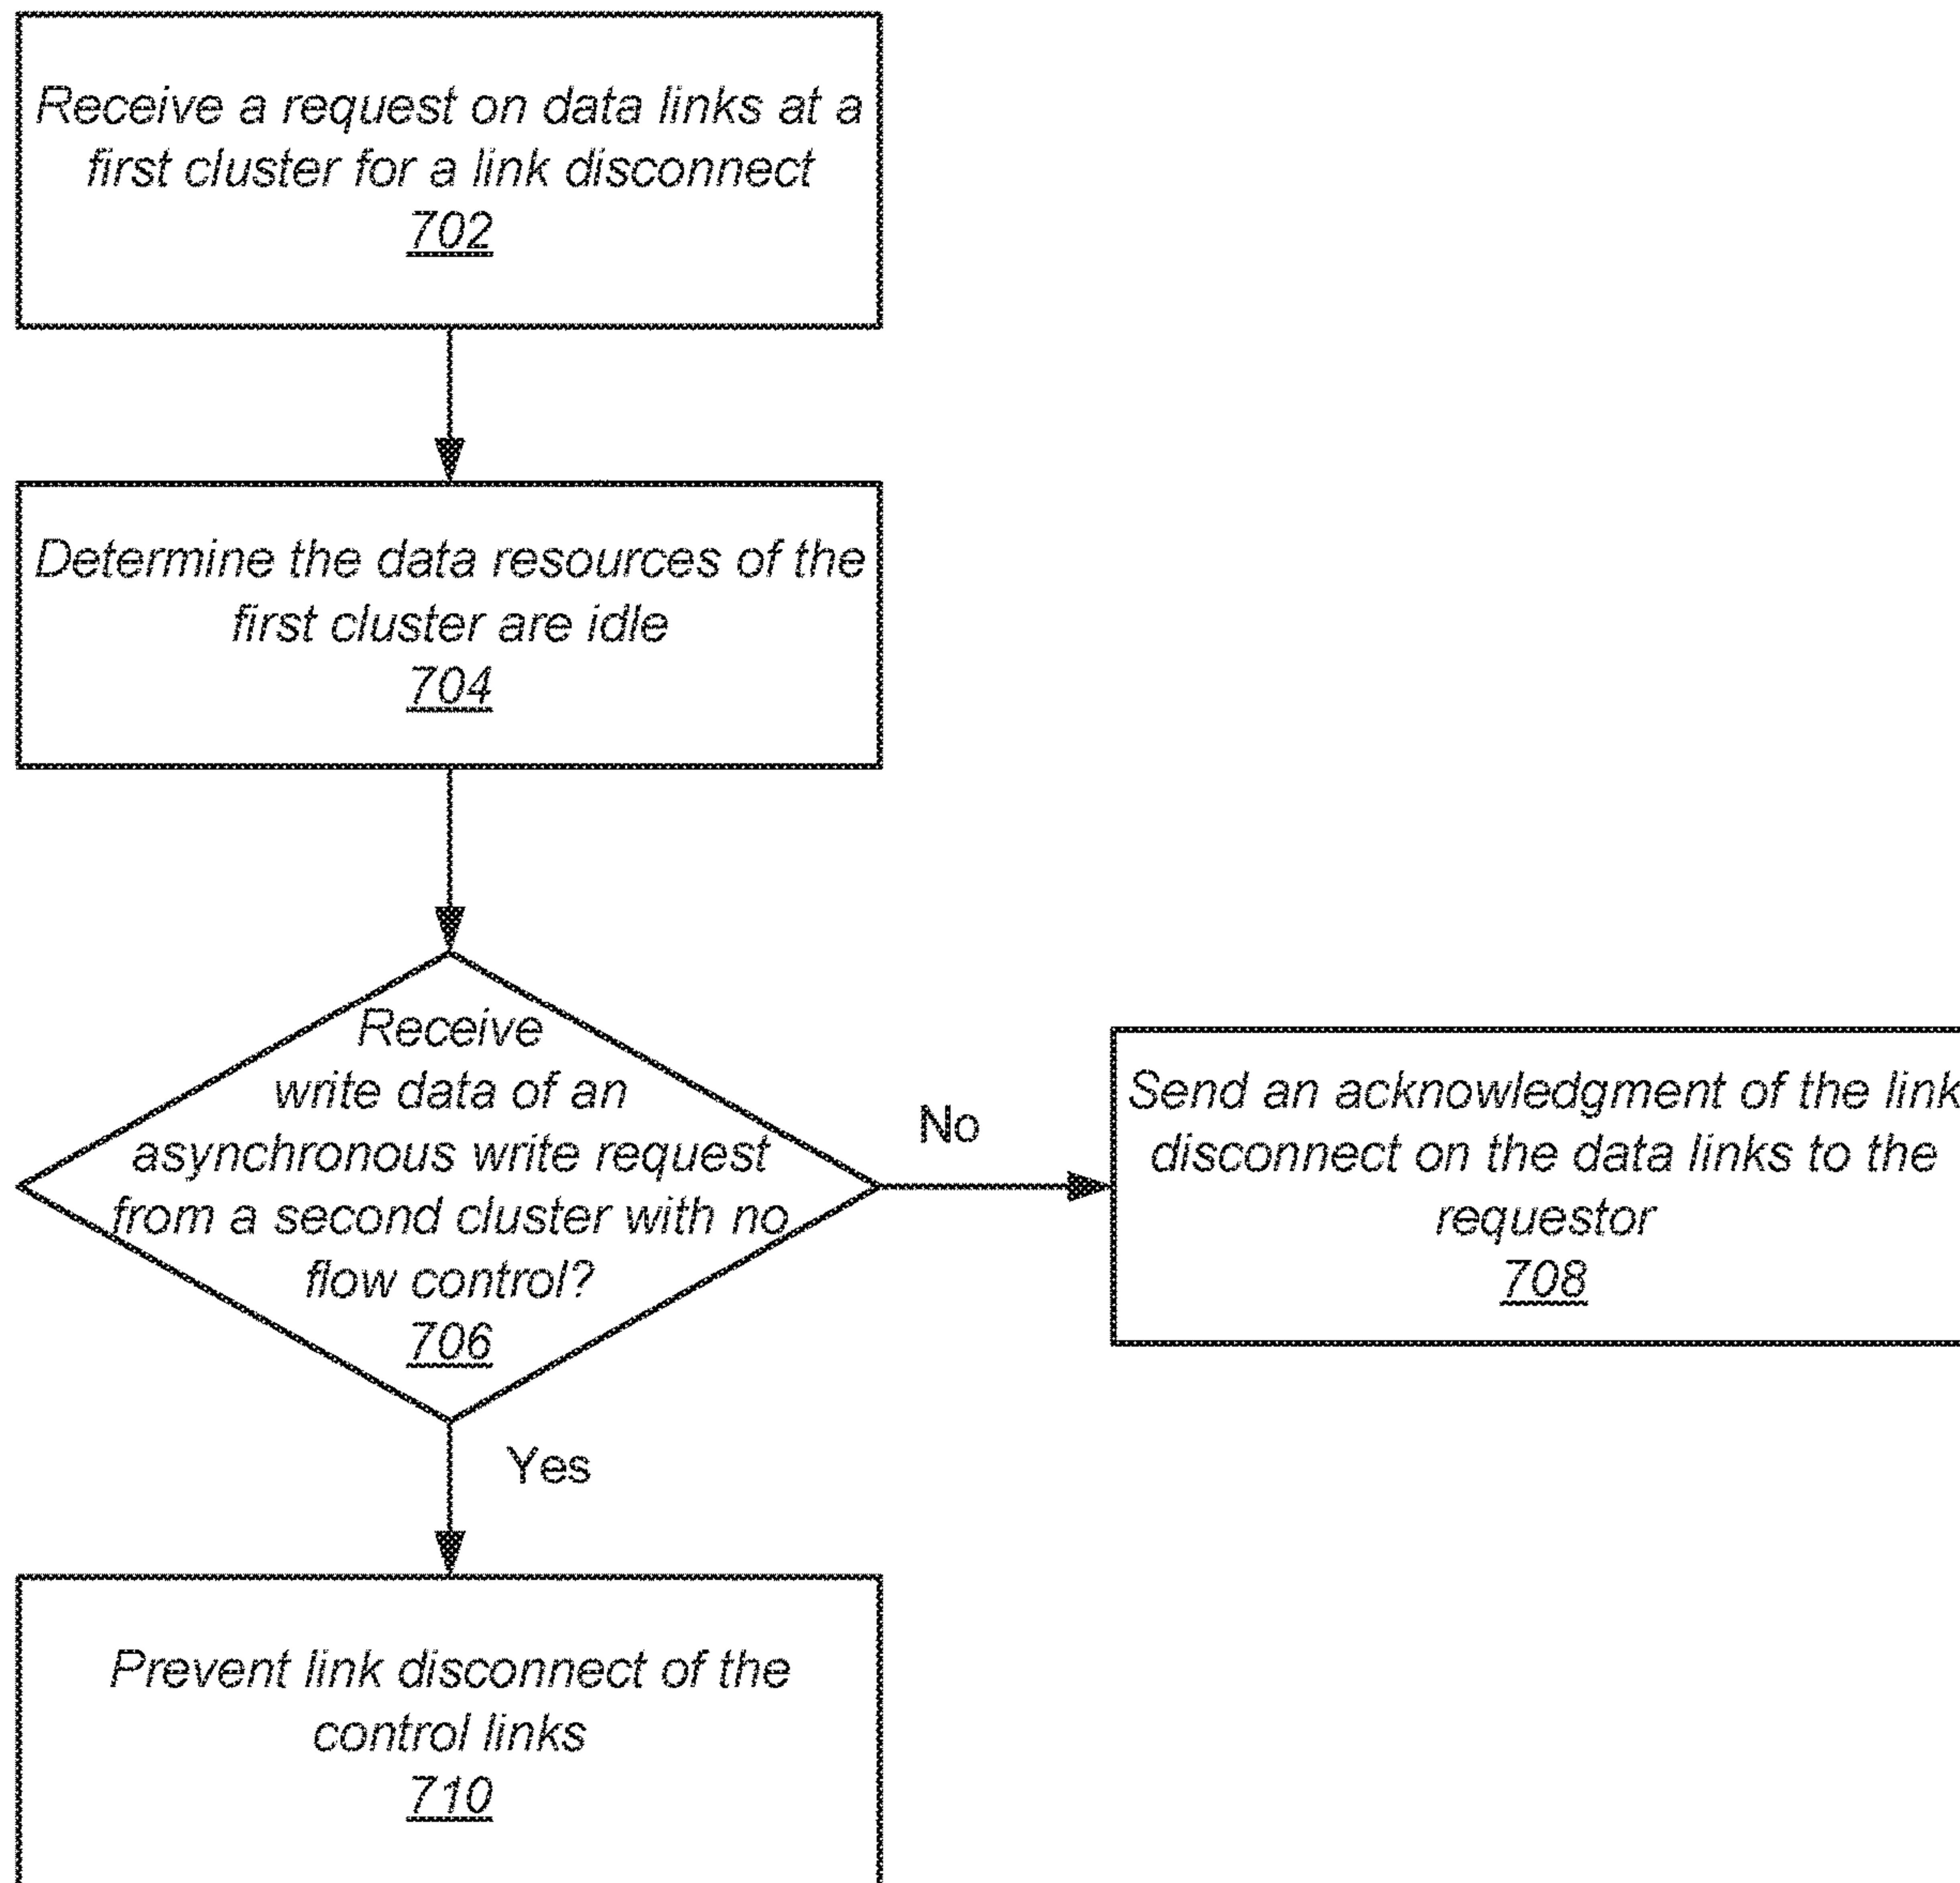 Receive a request on data links at a
first cluster for a link disconnect
702
Determine the data resources of the
first cluster are idle
704
Receive
write data of an
asynchronous write request
from a second cluster with no
flow control?
706
No
Send an acknowledgment of the link
disconnect on the data links to the
requestor
708
Yes
Prevent link disconnect of the
control links
710